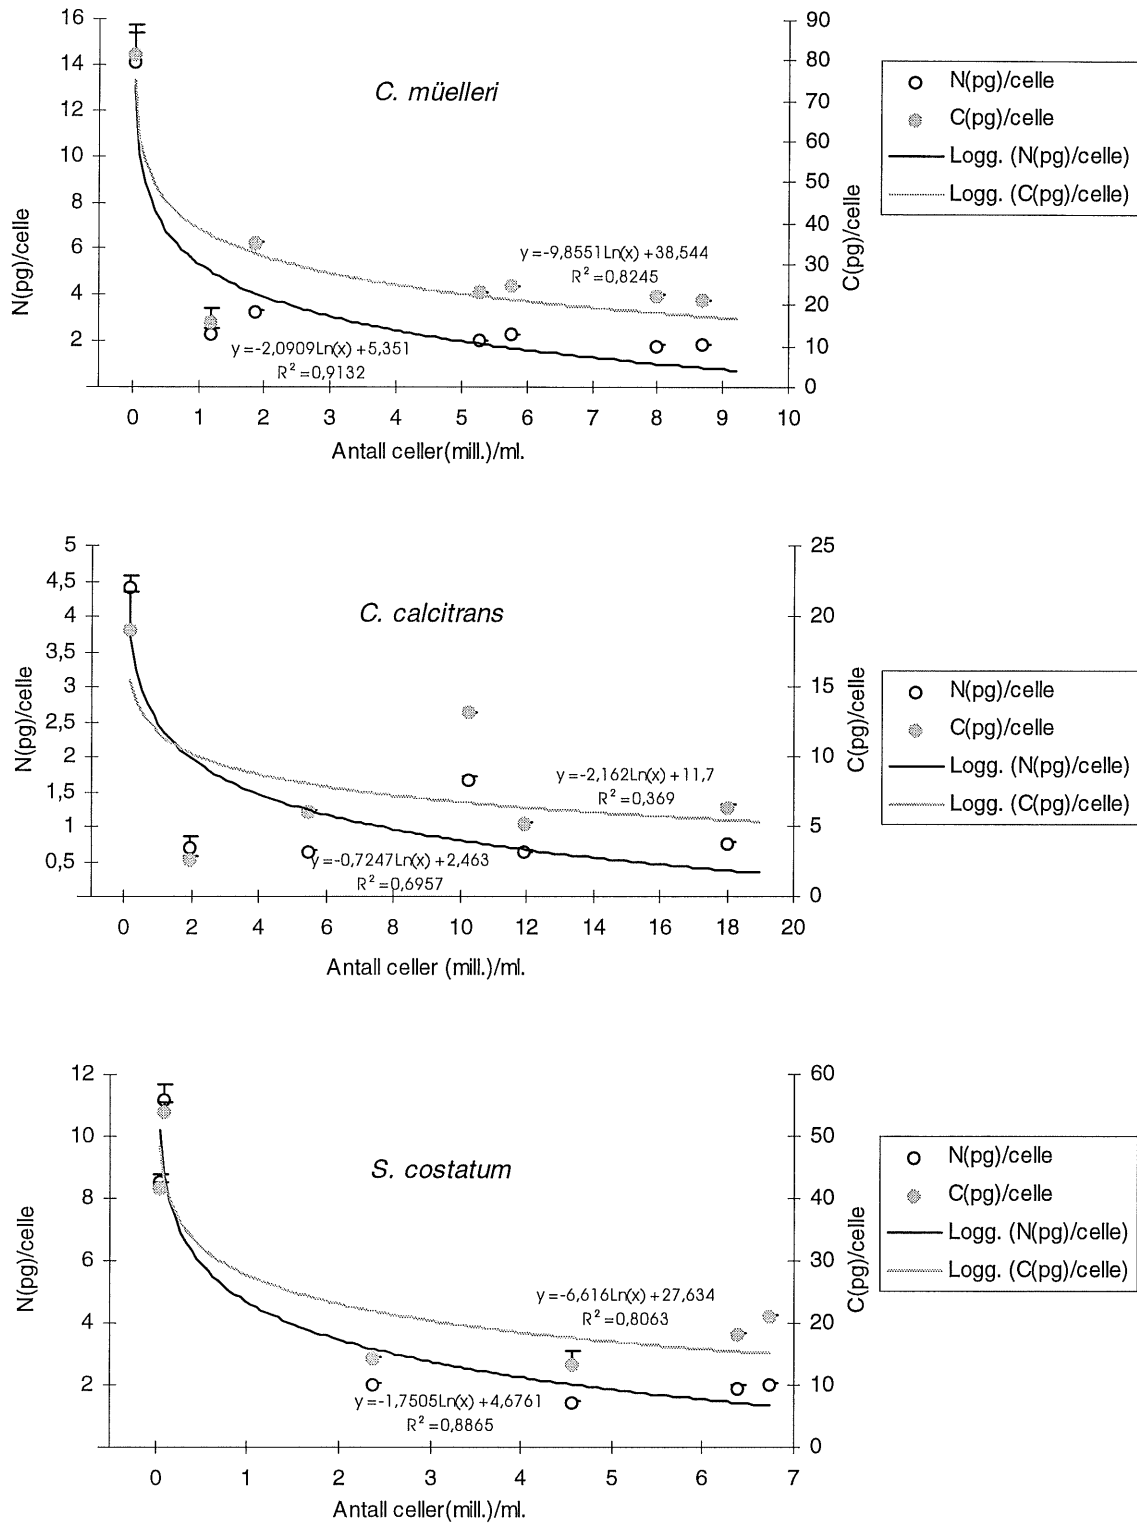 C. müelleri
N(pg)/celle
16
14
12
10
8
6
4
2
90
80
70
60
50
40
30
20
10
0
C(pg)/celle
y=-9,8551Ln(x)+38,544
R²=0,8245
y=-2,0909Ln(x)+5,351
R²=0,9132
0 1 2 3 4 5 6 7 8 9 10
Antall celler(mill.)/ml.
N(pg)/celle
C(pg)/celle
Logg. (N(pg)/celle)
Logg. (C(pg)/celle)
C. calcitrans
N(pg)/celle
5
4,5
4
3,5
3
2,5
2
1,5
1
0,5
25
20
15
10
5
0
C(pg)/celle
y=-2,162Ln(x)+11,7
R²=0,369
y=-0,7247Ln(x)+2,463
R²=0,6957
0 2 4 6 8 10 12 14 16 18 20
Antall celler (mill.)/ml.
N(pg)/celle
C(pg)/celle
Logg. (N(pg)/celle)
Logg. (C(pg)/celle)
S. costatum
N(pg)/celle
12
10
8
6
4
2
60
50
40
30
20
10
0
C(pg)/celle
y=-6,616Ln(x)+27,634
R²=0,8063
y=-1,7505Ln(x)+4,6761
R²=0,8865
0 2 3 4 5 6 7
Antall celler(mill.)/ml.
N(pg)/celle
C(pg)/celle
Logg. (N(pg)/celle)
Logg. (C(pg)/celle)